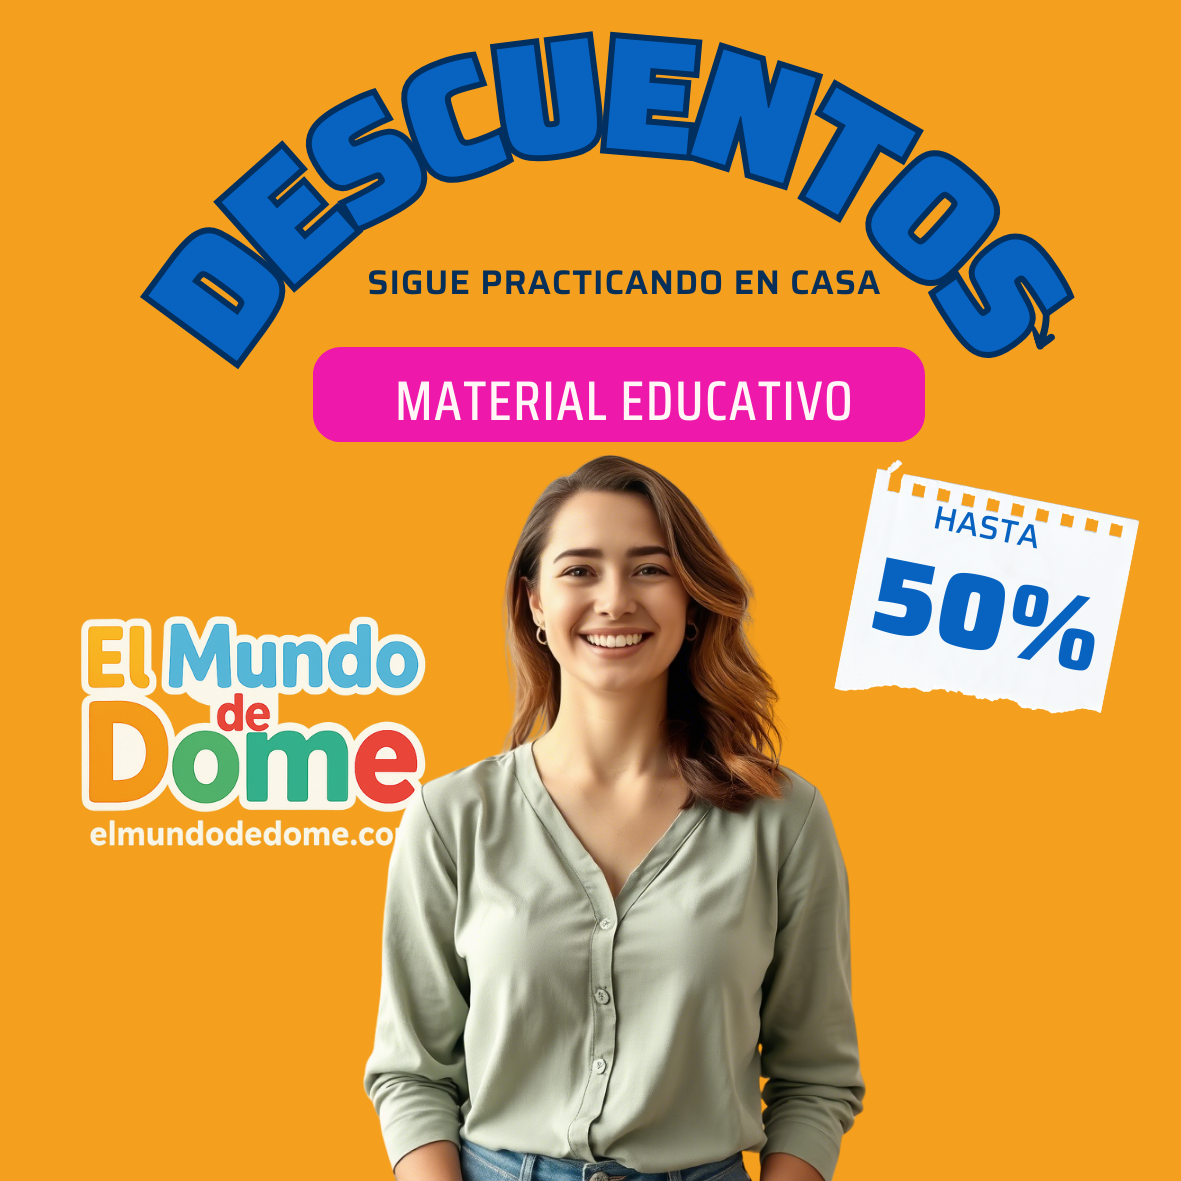 DESCUENTOS
SIGUE PRACTICANDO EN CASA
MATERIAL EDUCATIVO
HASTA
50%
El Mundo
de
Dome
elmundodedome.co